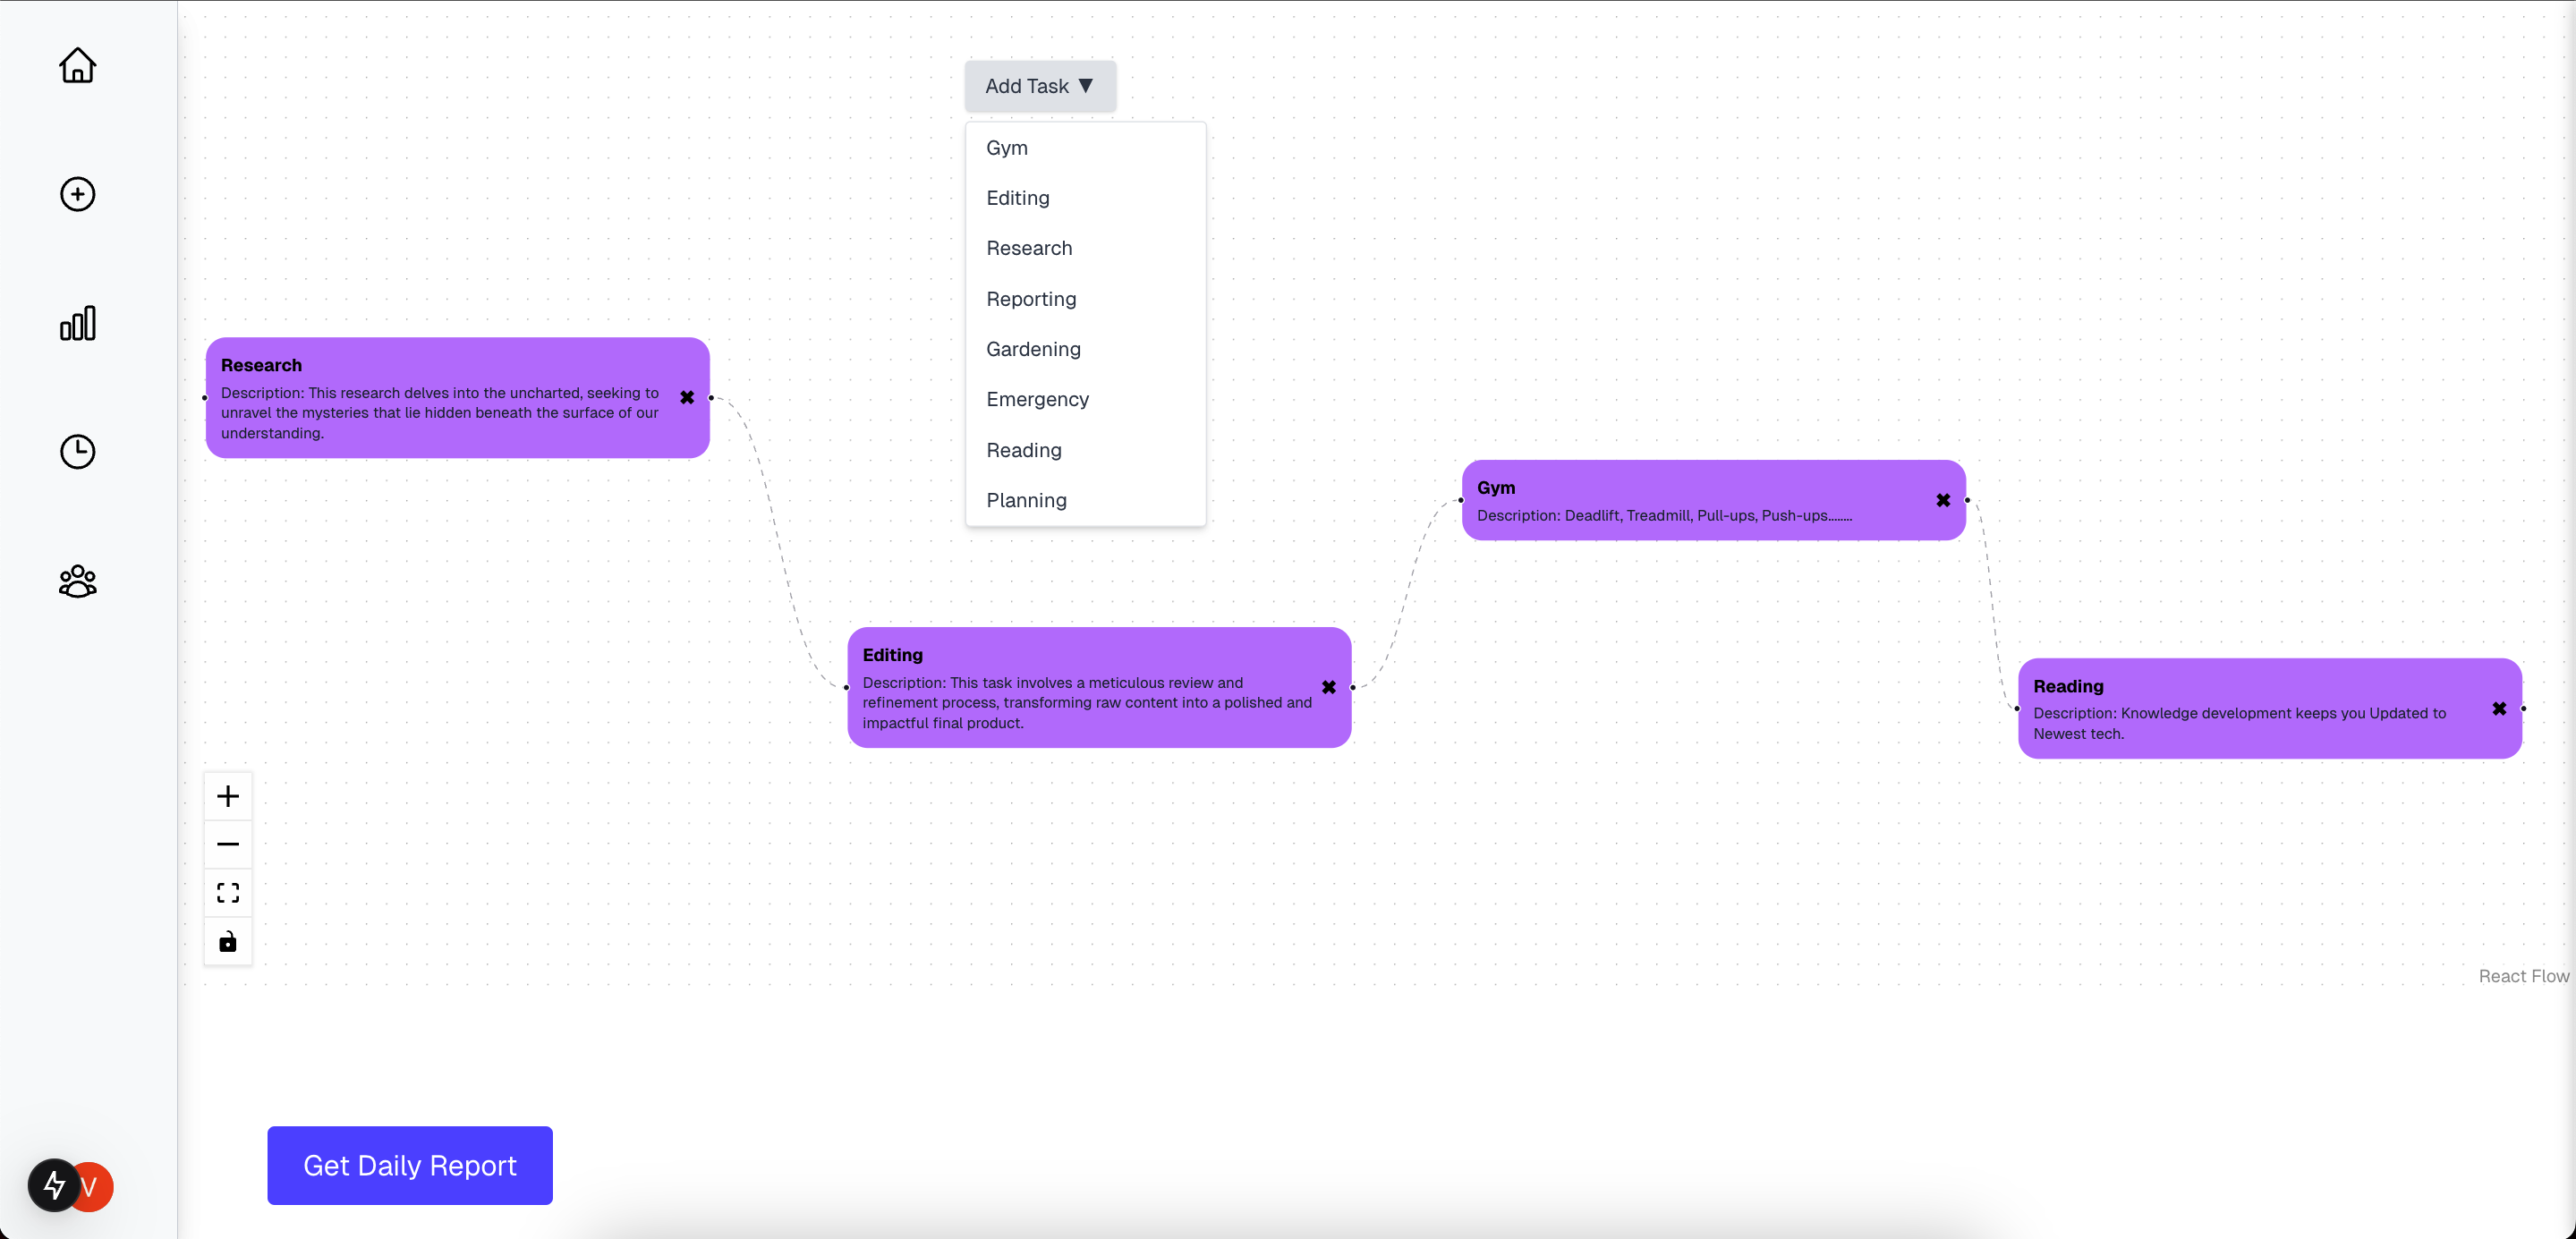 Add Task ▼
Gym
Editing
Research
Reporting
Gardening
Emergency
Reading
Planning
Research
Description: This research delves into the uncharted, seeking to
unravel the mysteries that lie hidden beneath the surface of our
understanding.
Gym
Description: Deadlift, Treadmill, Pull-ups, Push-ups........
Editing
Description: This task involves a meticulous review and
refinement process, transforming raw content into a polished and
impactful final product.
Reading
Description: Knowledge development keeps you Updated to
Newest tech.
React Flow
Get Daily Report
V